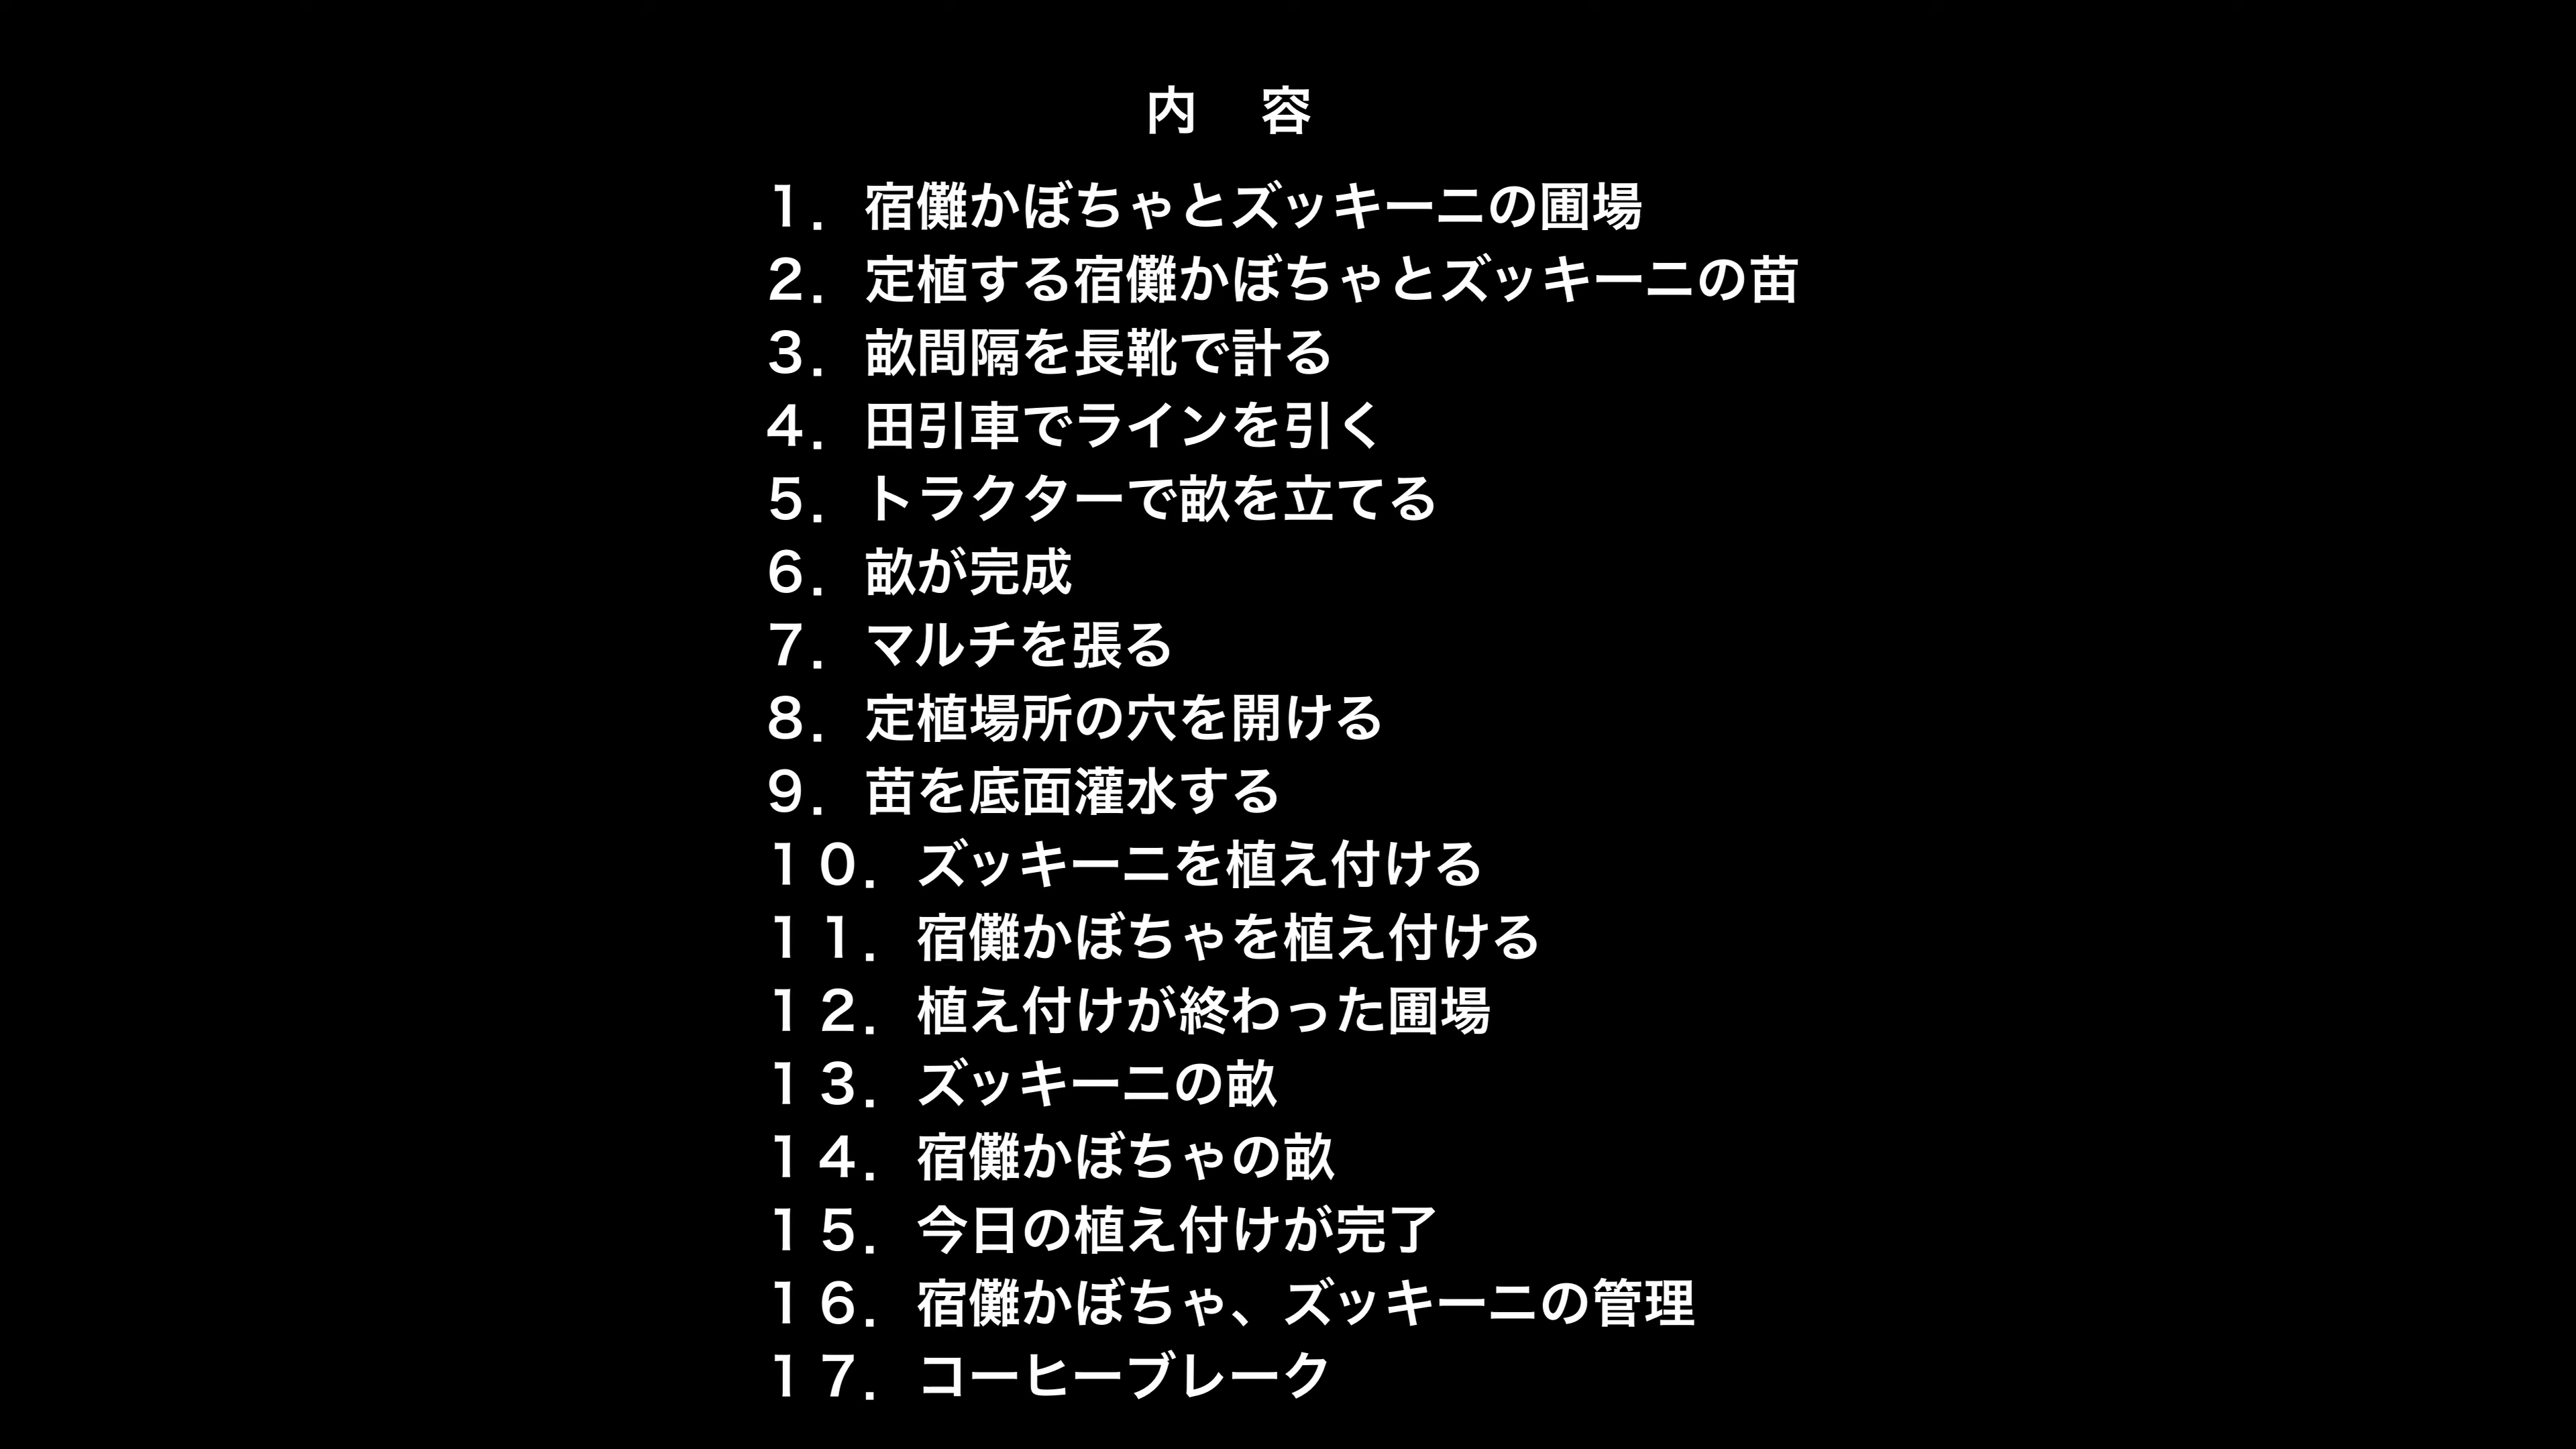 内　容
１．宿儺かぼちゃとズッキーニの圃場
２．定植する宿儺かぼちゃとズッキーニの苗
３．畝間隔を長靴で計る
４．田引車でラインを引く
５．トラクターで畝を立てる
６．畝が完成
７．マルチを張る
８．定植場所の穴を開ける
９．苗を底面灌水する
１０．ズッキーニを植え付ける
１１．宿儺かぼちゃを植え付ける
１２．植え付けが終わった圃場
１３．ズッキーニの畝
１４．宿儺かぼちゃの畝
１５．今日の植え付けが完了
１６．宿儺かぼちゃ、ズッキーニの管理
１７．コーヒーブレーク